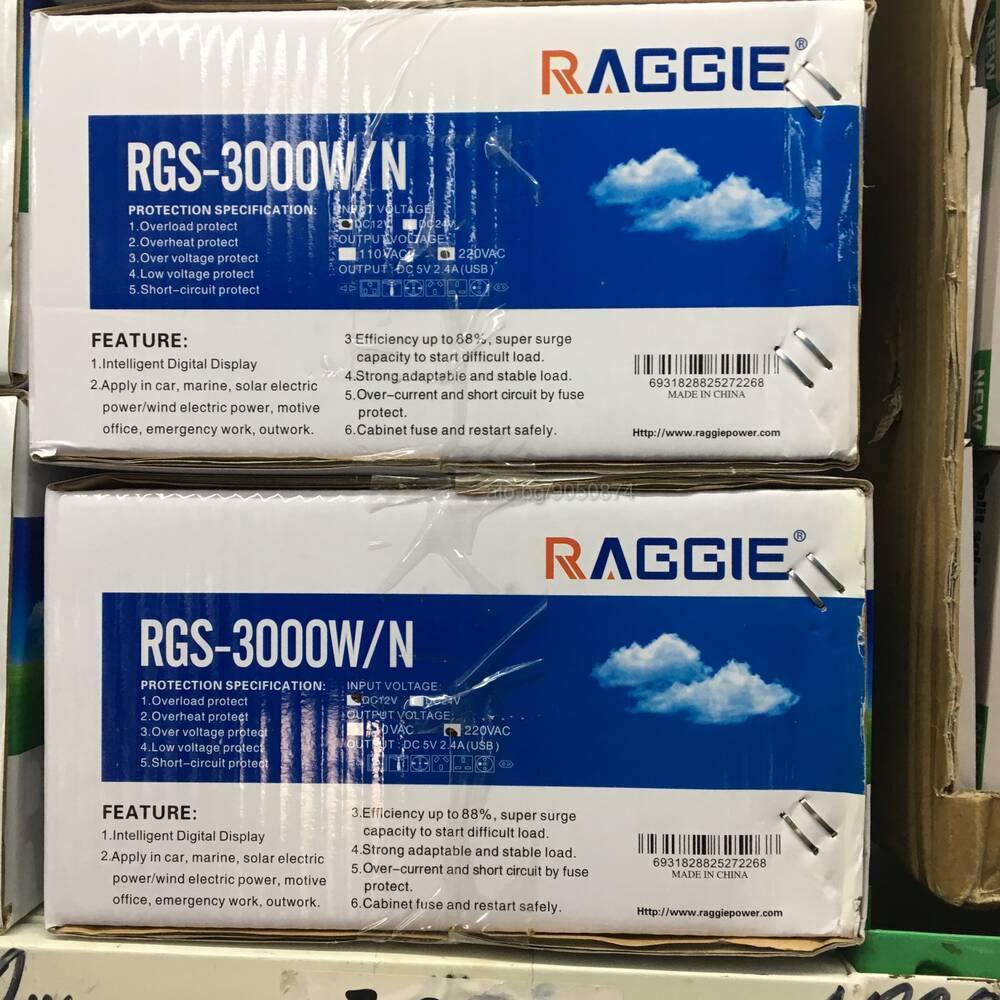 RAGGIE®
RGS-3000W/N
PROTECTION SPECIFICATION:
1.Overload protect
2.Overheat protect
3.Over voltage protect
4.Low voltage protect
5.Short-circuit protect
INPUT VOLTAGE:
DC12V DC24V
OUTPUT VOLTAGE:
110VAC 220VAC
OUTPUT: DC 5V 2.4A(USB)
FEATURE:
1.Intelligent Digital Display
2.Apply in car, marine, solar electric
power/wind electric power, motive
office, emergency work, outwork.
3.Efficiency up to 88%, super surge
capacity to start difficult load.
4.Strong adaptable and stable load.
5.Over-current and short circuit by fuse
protect.
6.Cabinet fuse and restart safely.
6931828825272268
MADE IN CHINA
Http://www.raggiepower.com
alo.bg/9050874
RAGGIE®
RGS-3000W/N
PROTECTION SPECIFICATION:
1.Overload protect
2.Overheat protect
3.Over voltage protect
4.Low voltage protect
5.Short-circuit protect
INPUT VOLTAGE:
DC12V DC24V
OUTPUT VOLTAGE:
110VAC 220VAC
OUTPUT: DC 5V 2.4A(USB)
FEATURE:
1.Intelligent Digital Display
2.Apply in car, marine, solar electric
power/wind electric power, motive
office, emergency work, outwork.
3.Efficiency up to 88%, super surge
capacity to start difficult load.
4.Strong adaptable and stable load.
5.Over-current and short circuit by fuse
protect.
6.Cabinet fuse and restart safely.
6931828825272268
MADE IN CHINA
Http://www.raggiepower.com
NEW
NEW